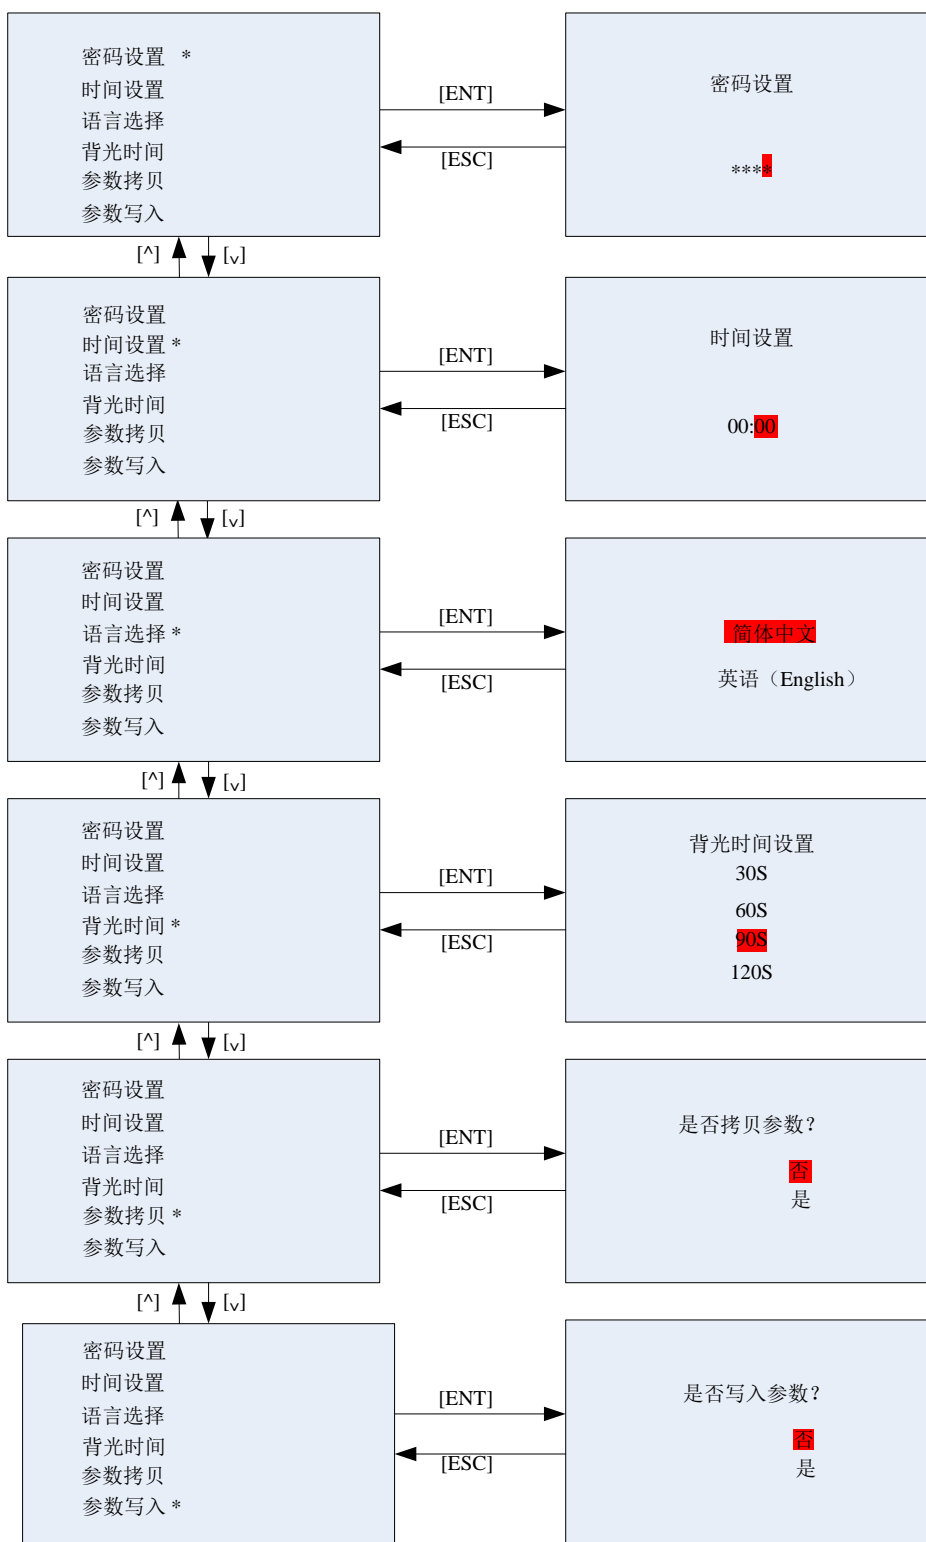 密码设置 *
时间设置
语言选择
背光时间
参数拷贝
参数写入
[ENT]
[ESC]
密码设置
****
[^] [v]
密码设置
时间设置 *
语言选择
背光时间
参数拷贝
参数写入
[ENT]
[ESC]
时间设置
00:00
[^] [v]
密码设置
时间设置
语言选择 *
背光时间
参数拷贝
参数写入
[ENT]
[ESC]
简体中文
英语（English）
[^] [v]
密码设置
时间设置
语言选择
背光时间 *
参数拷贝
参数写入
[ENT]
[ESC]
背光时间设置
30S
60S
90S
120S
[^] [v]
密码设置
时间设置
语言选择
背光时间
参数拷贝 *
参数写入
[ENT]
[ESC]
是否拷贝参数？
否
是
[^] [v]
密码设置
时间设置
语言选择
背光时间
参数拷贝
参数写入 *
[ENT]
[ESC]
是否写入参数？
否
是